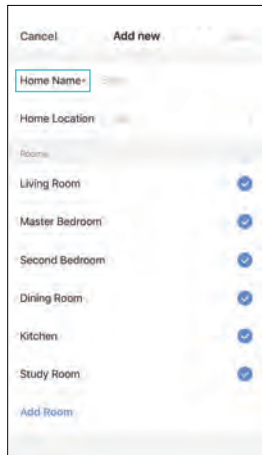 Cancel Add new
Home Name*
Home Location
Rooms
Living Room
Master Bedroom
Second Bedroom
Dining Room
Kitchen
Study Room
Add Room